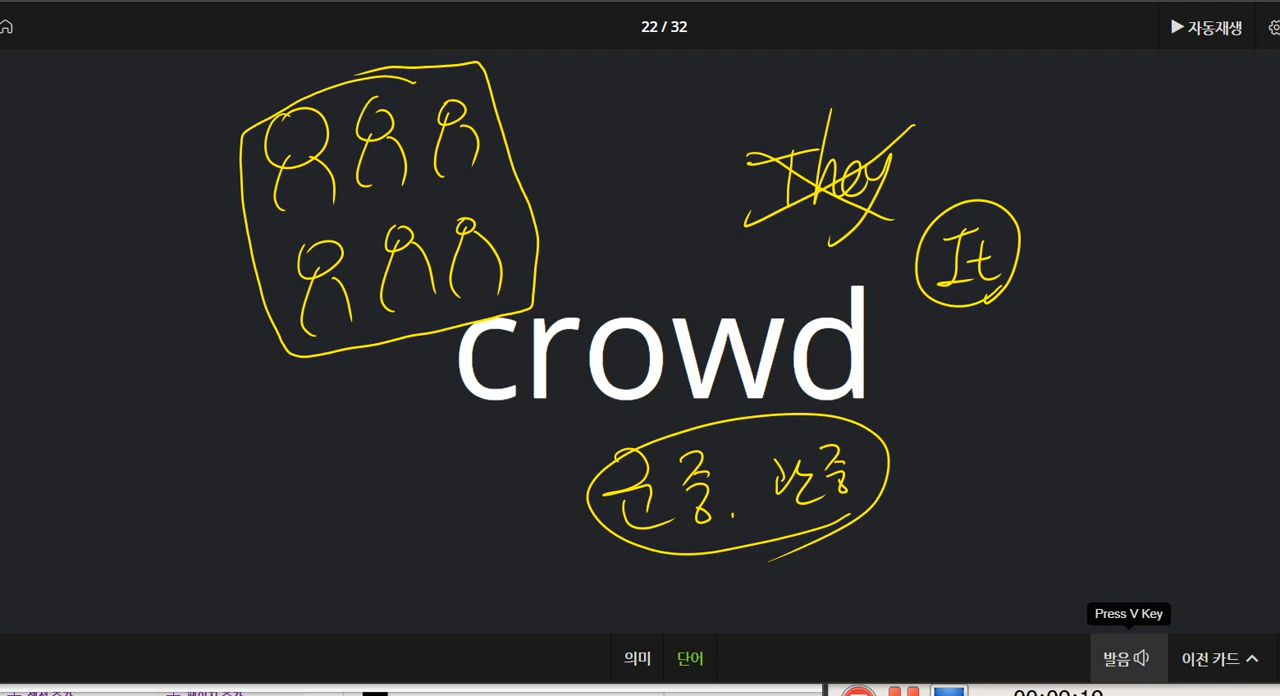 22 / 32
▶ 자동재생
They
It
crowd
군중. 관중
Press V Key
의미
단어
발음
이전 카드